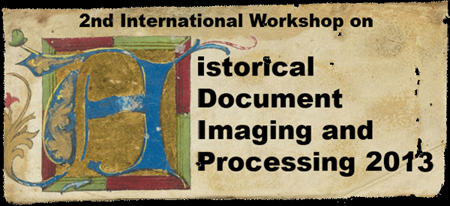 2nd International Workshop on
Historical
Document
Imaging and
Processing 2013